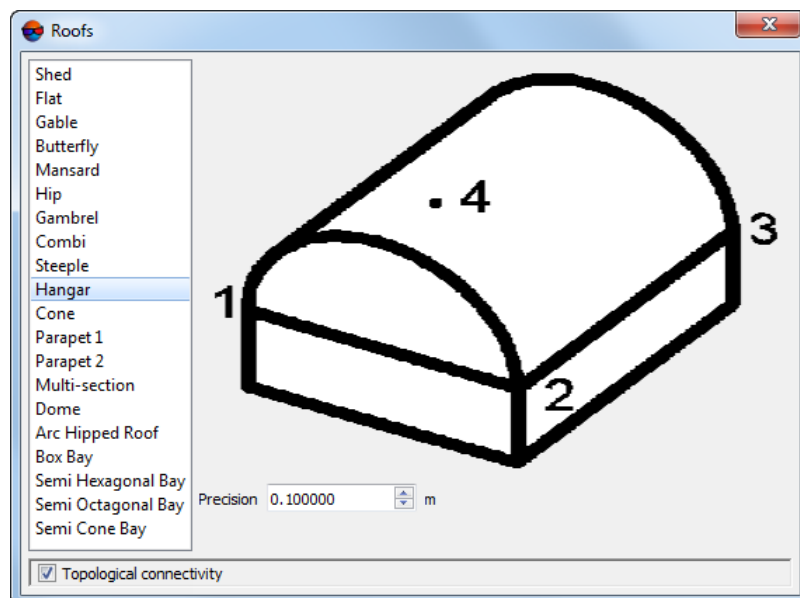 Roofs
Shed
Flat
Gable
Butterfly
Mansard
Hip
Gambrel
Combi
Steeple
Hangar
Cone
Parapet 1
Parapet 2
Multi-section
Dome
Arc Hipped Roof
Box Bay
Semi Hexagonal Bay
Semi Octagonal Bay
Semi Cone Bay
4
3
1
2
Precision 0.100000 m
Topological connectivity